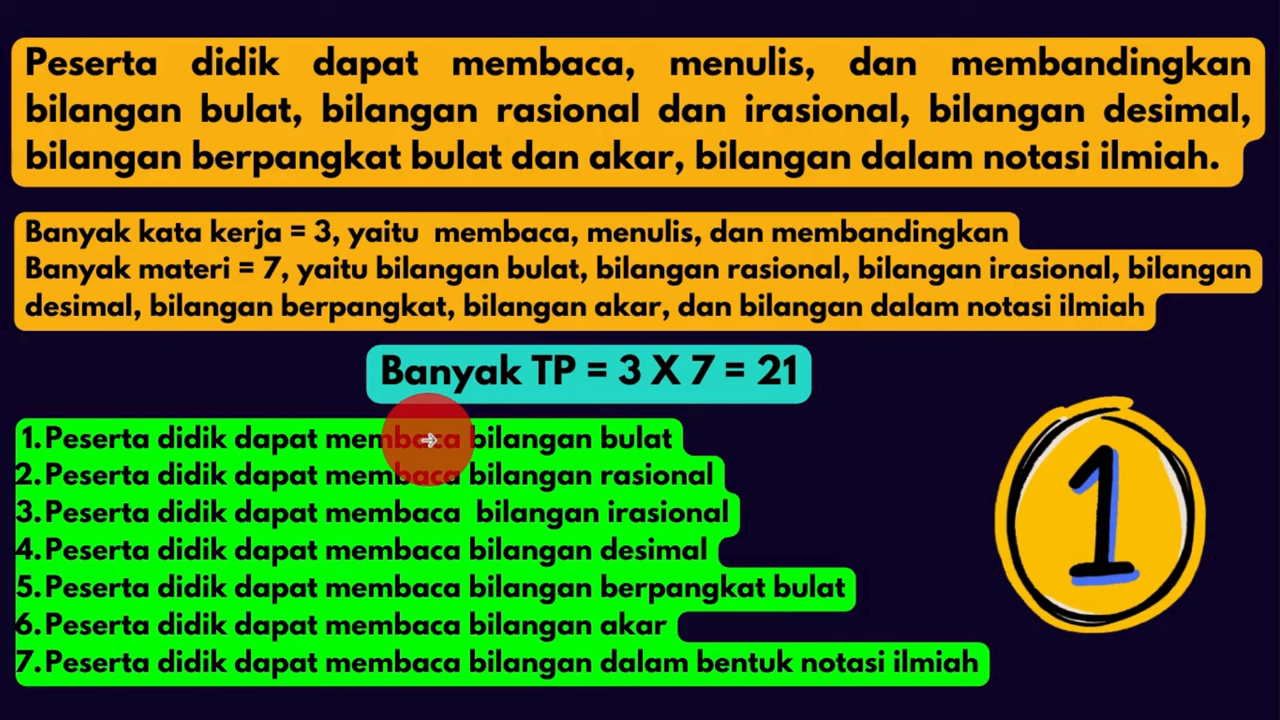 Peserta didik dapat membaca, menulis, dan membandingkan
bilangan bulat, bilangan rasional dan irasional, bilangan desimal,
bilangan berpangkat bulat dan akar, bilangan dalam notasi ilmiah.
Banyak kata kerja = 3, yaitu membaca, menulis, dan membandingkan
Banyak materi = 7, yaitu bilangan bulat, bilangan rasional, bilangan irasional, bilangan
desimal, bilangan berpangkat, bilangan akar, dan bilangan dalam notasi ilmiah
Banyak TP = 3 X 7 = 21
1. Peserta didik dapat membaca bilangan bulat
2. Peserta didik dapat membaca bilangan rasional
3. Peserta didik dapat membaca bilangan irasional
4. Peserta didik dapat membaca bilangan desimal
5. Peserta didik dapat membaca bilangan berpangkat bulat
6. Peserta didik dapat membaca bilangan akar
7. Peserta didik dapat membaca bilangan dalam bentuk notasi ilmiah
1